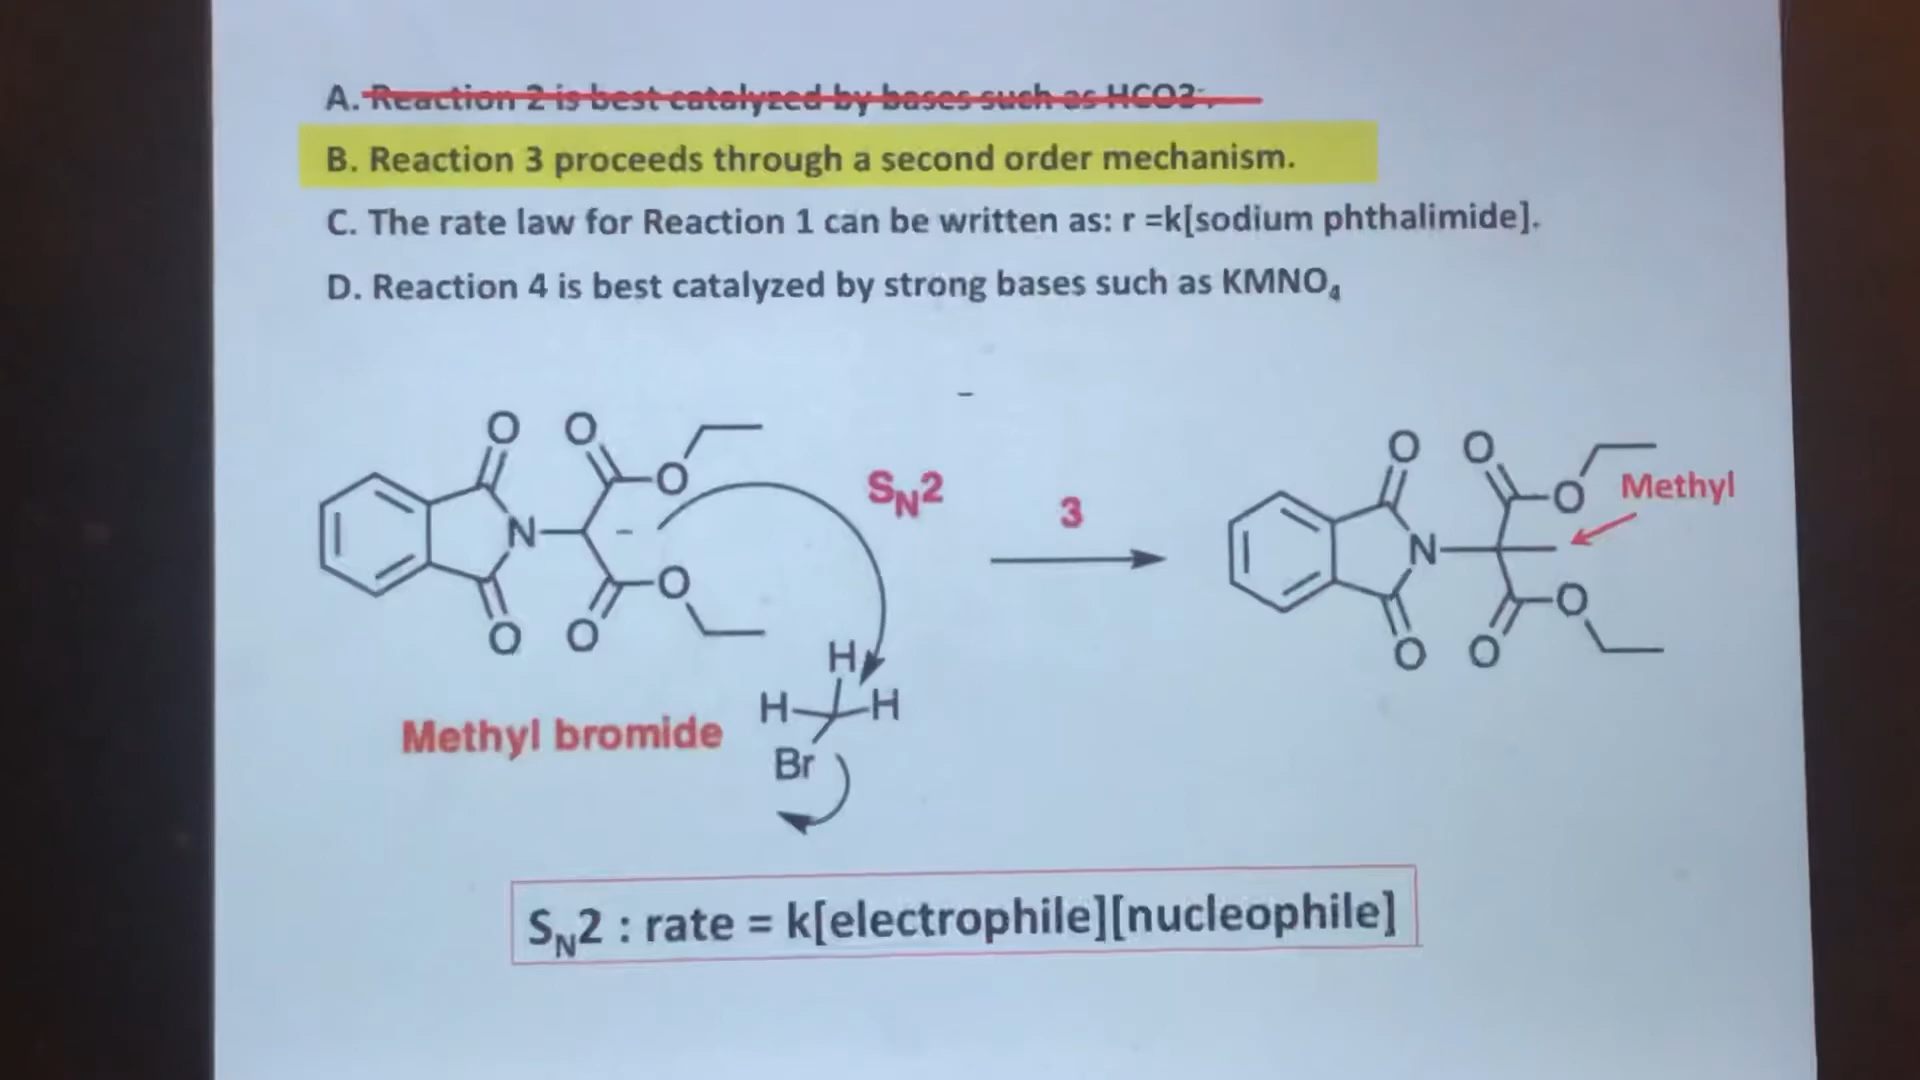 A. Reaction 2 is best catalyzed by bases such as HCO3-.
B. Reaction 3 proceeds through a second order mechanism.
C. The rate law for Reaction 1 can be written as: r =k[sodium phthalimide].
D. Reaction 4 is best catalyzed by strong bases such as KMNO₄
O O O O
O SN2 3 O Methyl
N - N
O O
O O H O O
Methyl bromide H H
Br
SN2 : rate = k[electrophile][nucleophile]